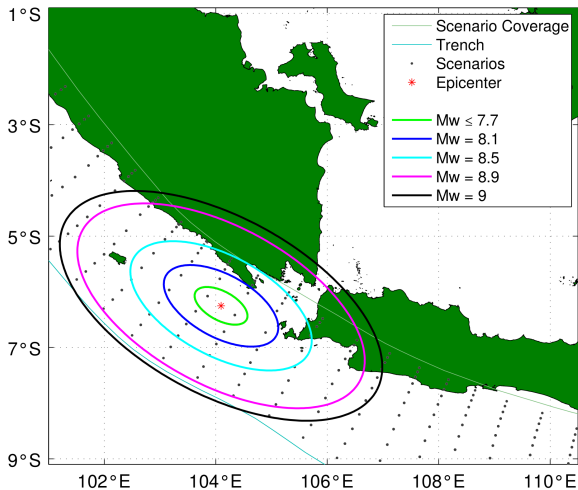 1°S
3°S
5°S
7°S
9°S
102°E
104°E
106°E
108°E
110°E
Scenario Coverage
Trench
Scenarios
Epicenter
Mw ≤ 7.7
Mw = 8.1
Mw = 8.5
Mw = 8.9
Mw = 9